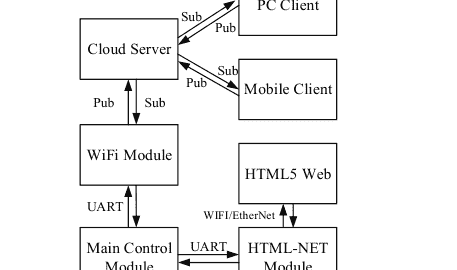 PC Client
Sub
Pub
Cloud Server
Sub
Pub
Mobile Client
Pub
Sub
WiFi Module
HTML5 Web
UART
WIFI/EtherNet
Main Control
Module
UART
HTML-NET
Module